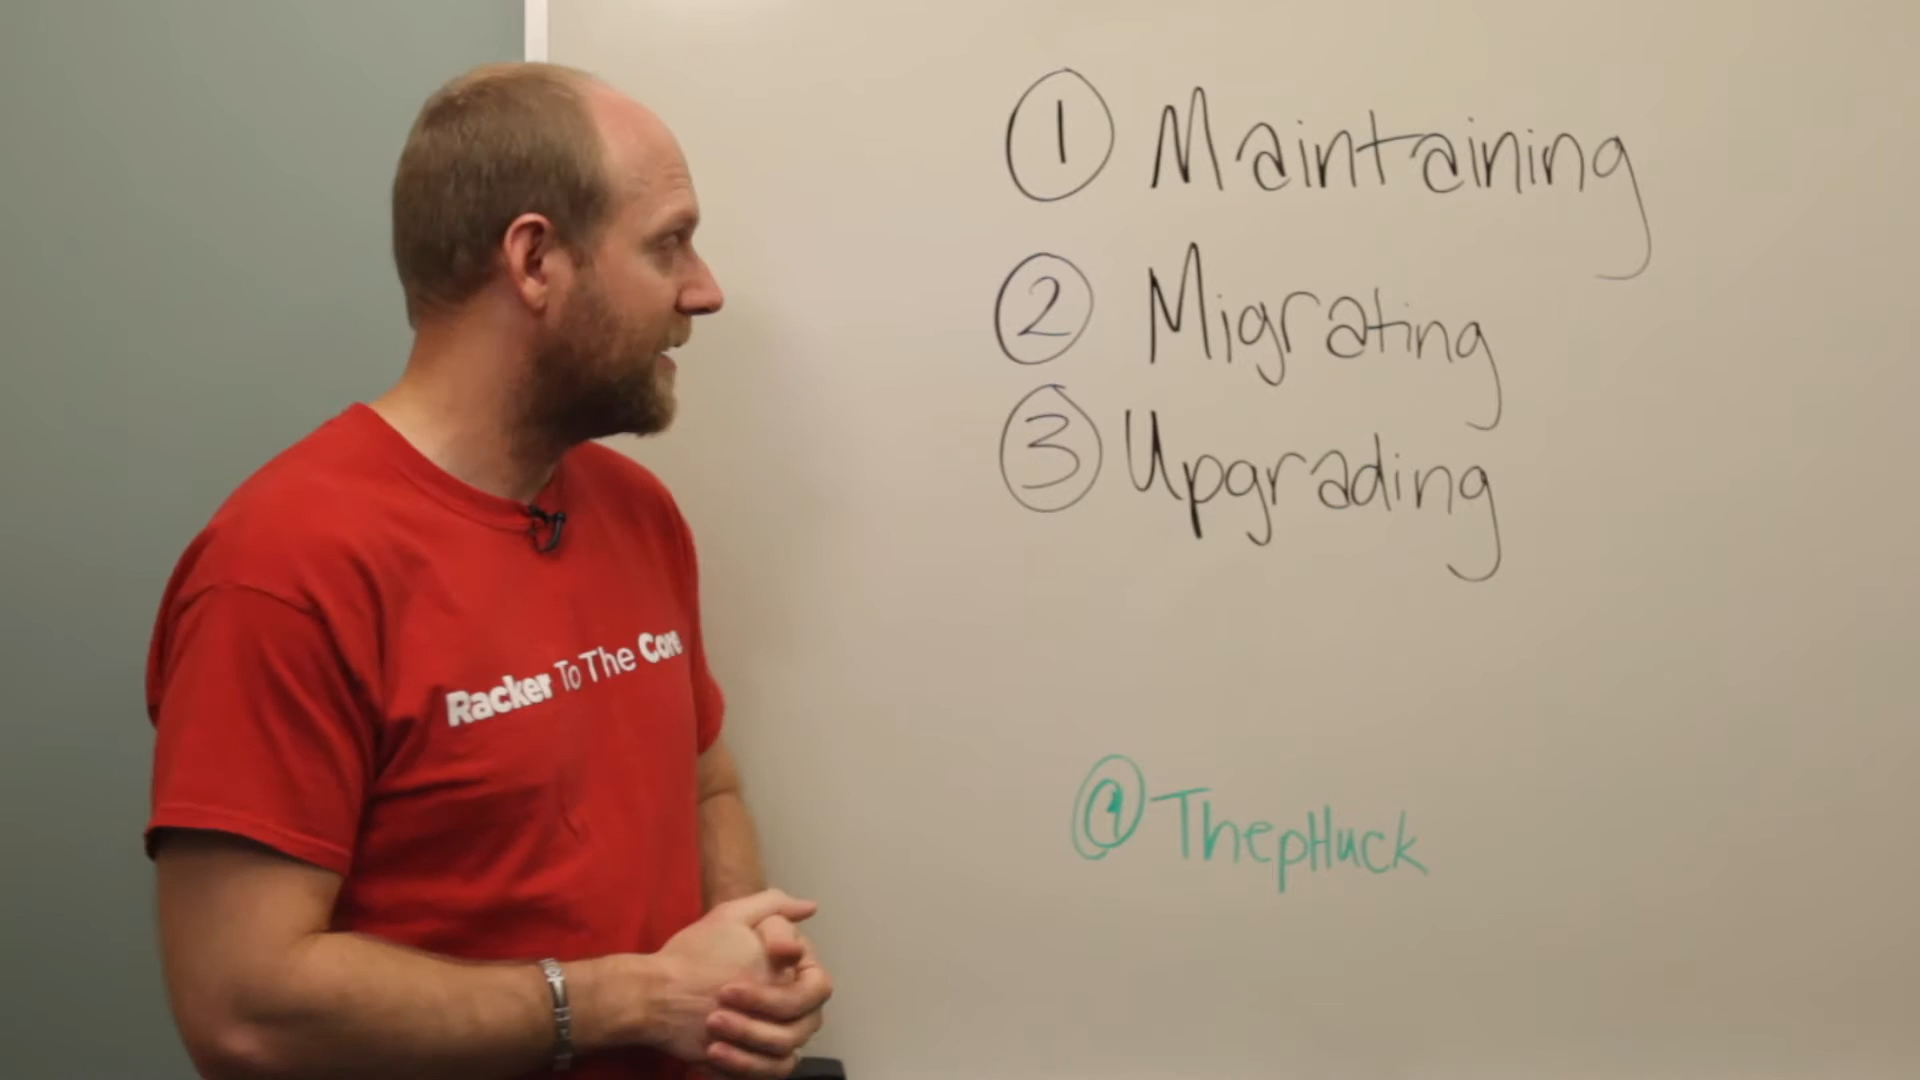 ① Maintaining
② Migrating
③ Upgrading
@ThepHuck
Racker To The Core